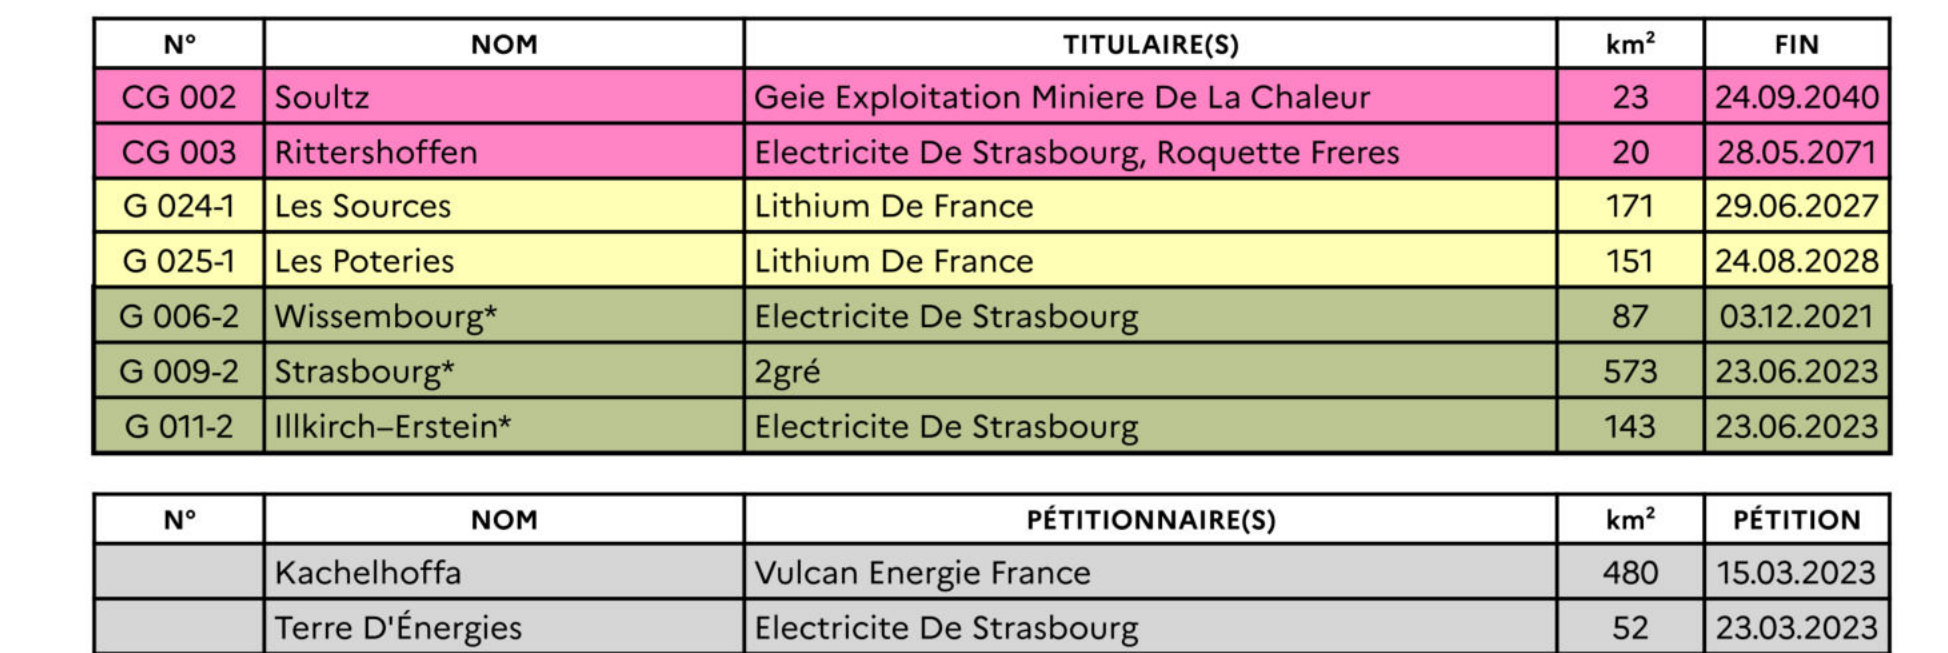 N° NOM TITULAIRE(S) km² FIN
CG 002 Soultz Geie Exploitation Miniere De La Chaleur 23 24.09.2040
CG 003 Rittershoffen Electricite De Strasbourg, Roquette Freres 20 28.05.2071
G 024-1 Les Sources Lithium De France 171 29.06.2027
G 025-1 Les Poteries Lithium De France 151 24.08.2028
G 006-2 Wissembourg* Electricite De Strasbourg 87 03.12.2021
G 009-2 Strasbourg* 2gré 573 23.06.2023
G 011-2 Illkirch–Erstein* Electricite De Strasbourg 143 23.06.2023
N° NOM PÉTITIONNAIRE(S) km² PÉTITION
Kachelhoffa Vulcan Energie France 480 15.03.2023
Terre D'Énergies Electricite De Strasbourg 52 23.03.2023